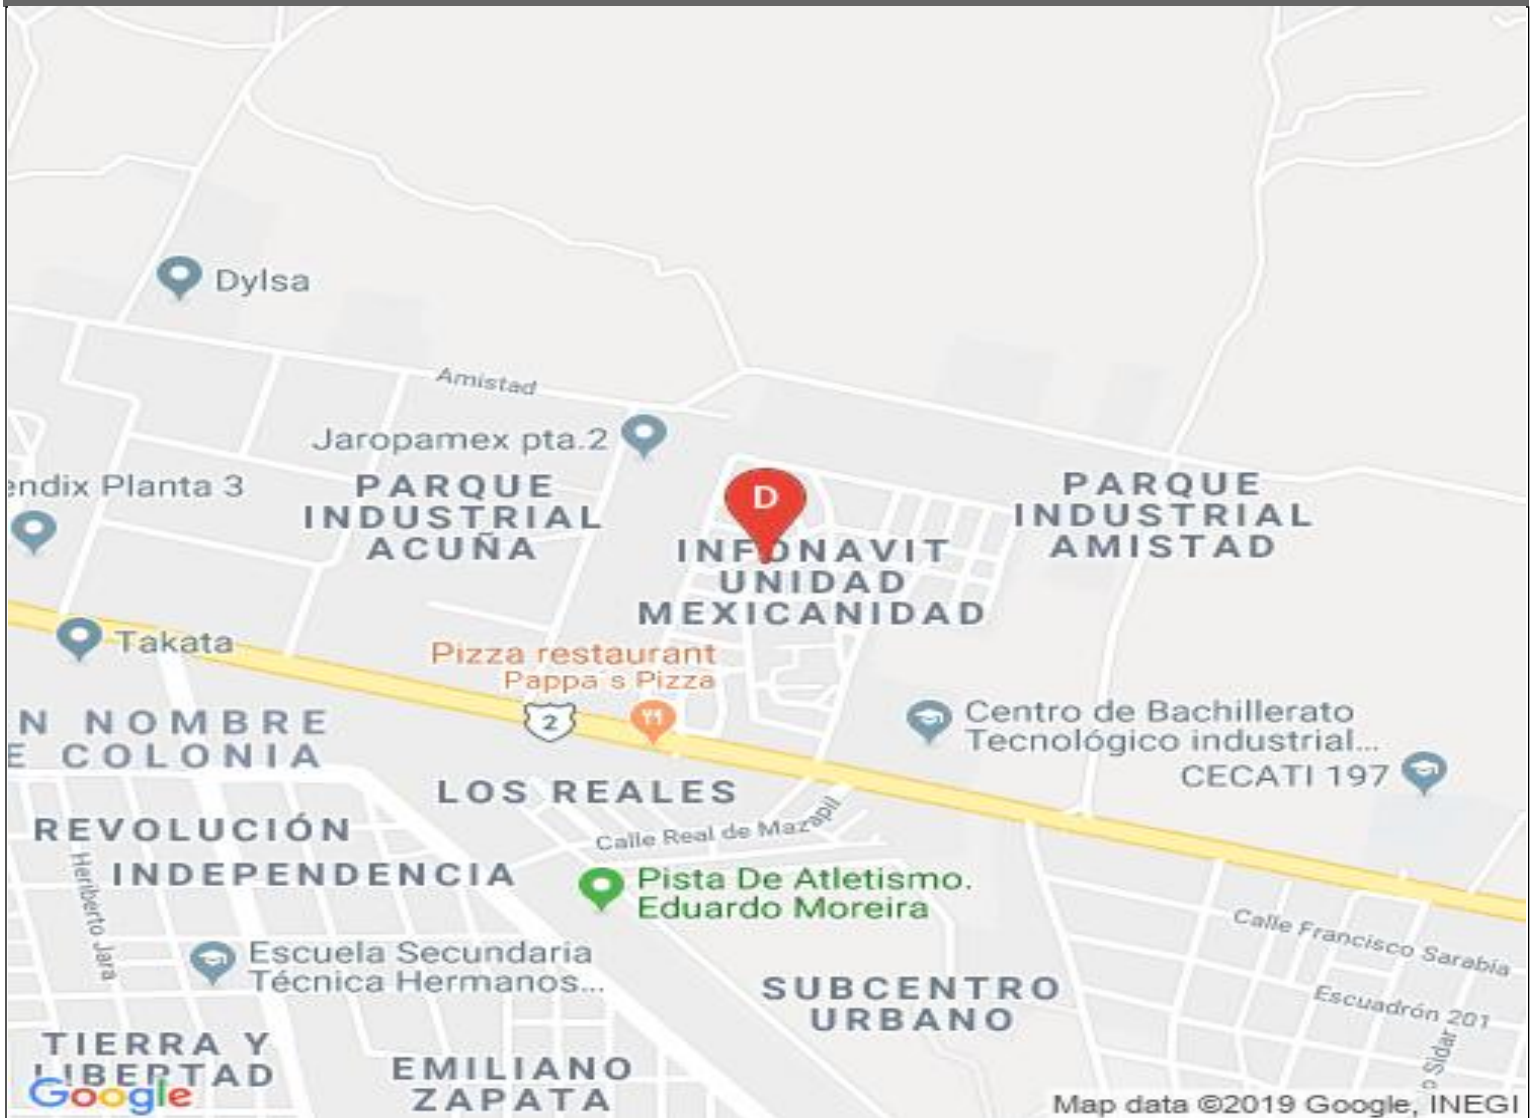 Dylsa
Amistad
Jaropamex pta.2
endix Planta 3
PARQUE
INDUSTRIAL
ACUÑA
D
INFONAVIT
UNIDAD
MEXICANIDAD
PARQUE
INDUSTRIAL
AMISTAD
Takata
Pizza restaurant
Pappa´s Pizza
2
N NOMBRE
E COLONIA
Centro de Bachillerato
Tecnológico industrial...
CECATI 197
LOS REALES
REVOLUCIÓN
Calle Real de Mazapil
INDEPENDENCIA
Heriberto Jara
Pista De Atletismo.
Eduardo Moreira
Calle Francisco Sarabia
Escuela Secundaria
Técnica Hermanos...
SUBCENTRO
URBANO
Escuadrón 201
o Sidar
TIERRA Y
LIBERTAD
EMILIANO
ZAPATA
Google
Map data ©2019 Google, INEGI